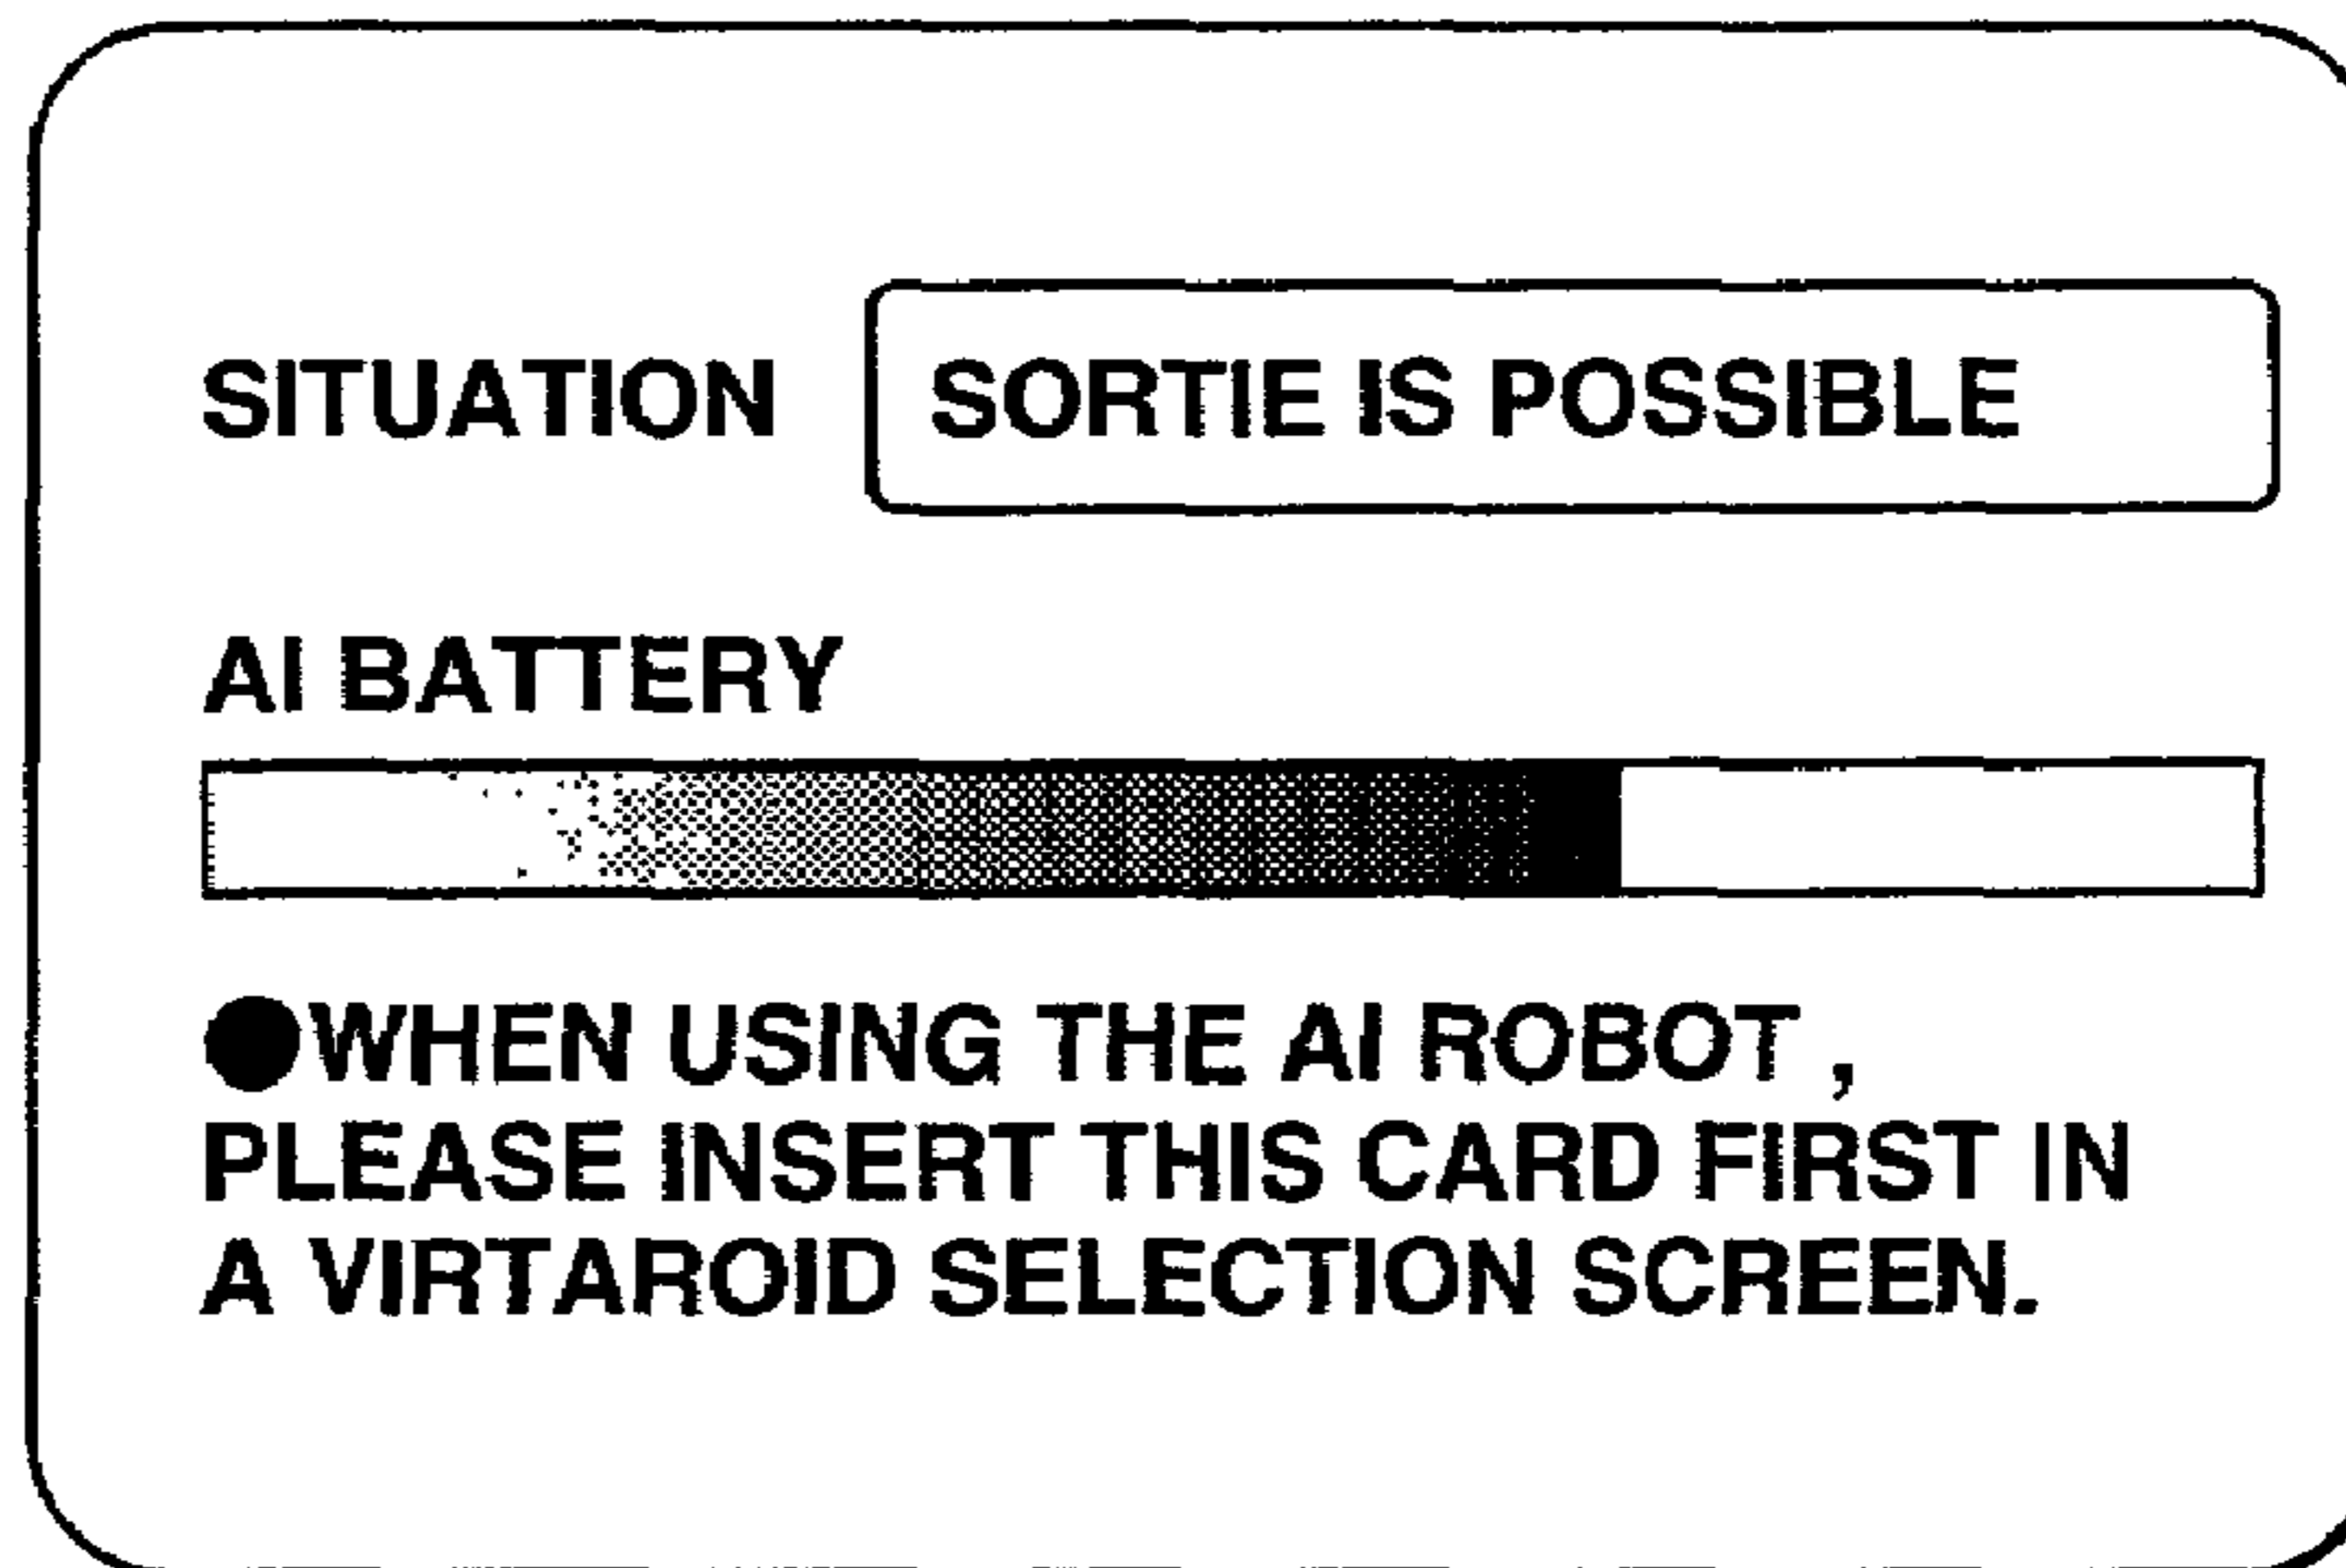 SITUATION SORTIE IS POSSIBLE
AI BATTERY
●WHEN USING THE AI ROBOT ,
PLEASE INSERT THIS CARD FIRST IN
A VIRTAROID SELECTION SCREEN.